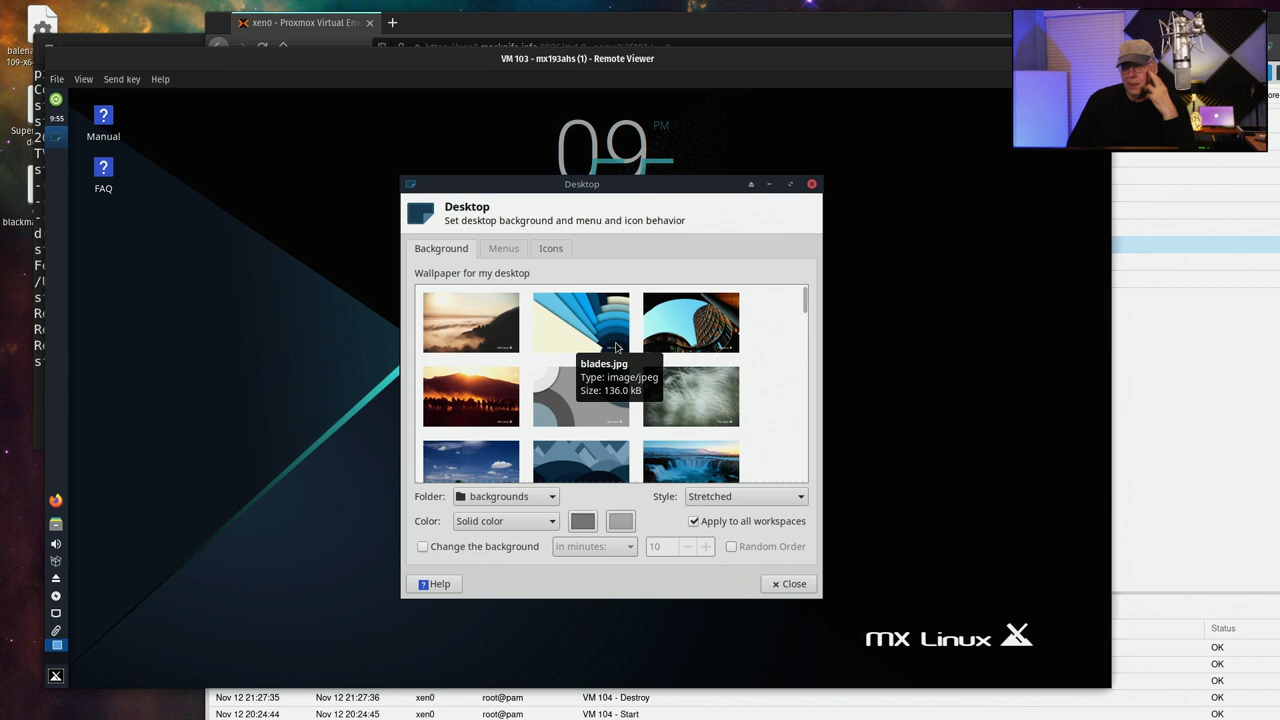 xen0 - Proxmox Virtual Env
VM 103 - mx193ahs (1) - Remote Viewer
File View Send key Help
9:55
Manual
FAQ
09 PM
Desktop
Desktop
Set desktop background and menu and icon behavior
Background Menus Icons
Wallpaper for my desktop
blades.jpg
Type: image/jpeg
Size: 136.0 kB
Folder: backgrounds Style: Stretched
Color: Solid color Apply to all workspaces
Change the background in minutes: 10 Random Order
Help Close
MX Linux
Status
OK
OK
OK
Nov 12 21:27:35 Nov 12 21:27:36 xen0 root@pam VM 104 - Destroy OK
Nov 12 20:24:44 Nov 12 20:24:45 xen0 root@pam VM 104 - Start OK